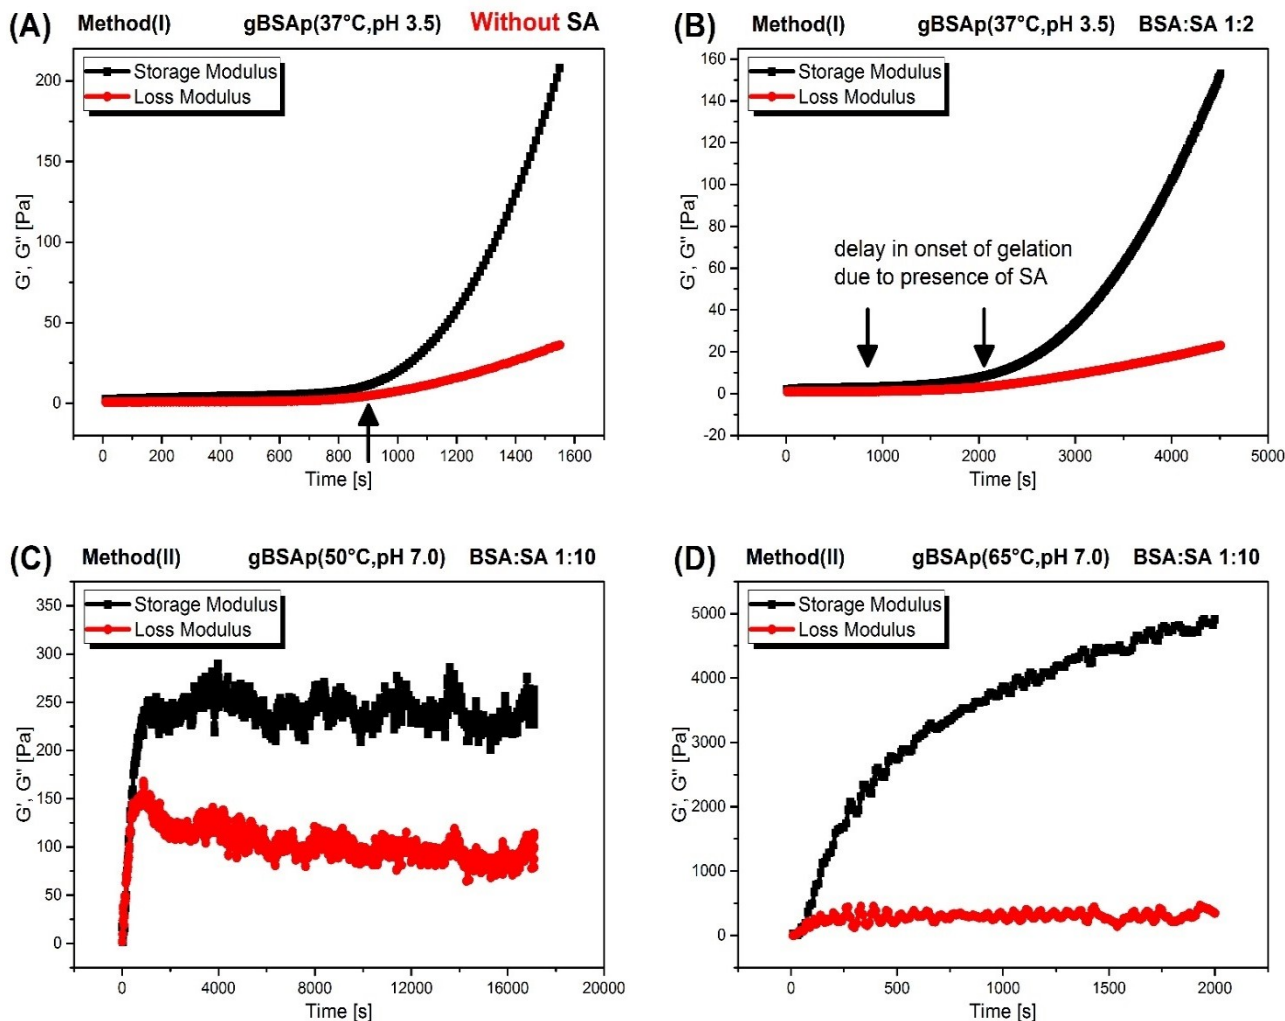 (A) Method(I) gBSAp(37°C,pH 3.5) Without SA
Storage Modulus
Loss Modulus
200
150
100
50
0
G', G" [Pa]
0 200 400 600 800 1000 1200 1400 1600
Time [s]
(B) Method(I) gBSAp(37°C,pH 3.5) BSA:SA 1:2
Storage Modulus
Loss Modulus
delay in onset of gelation
due to presence of SA
160
140
120
100
80
60
40
20
0
-20
G', G" [Pa]
0 1000 2000 3000 4000 5000
Time [s]
(C) Method(II) gBSAp(50°C,pH 7.0) BSA:SA 1:10
Storage Modulus
Loss Modulus
350
300
250
200
150
100
50
0
G', G" [Pa]
0 4000 8000 12000 16000 20000
Time [s]
(D) Method(II) gBSAp(65°C,pH 7.0) BSA:SA 1:10
Storage Modulus
Loss Modulus
5000
4000
3000
2000
1000
0
G', G" [Pa]
0 500 1000 1500 2000
Time [s]